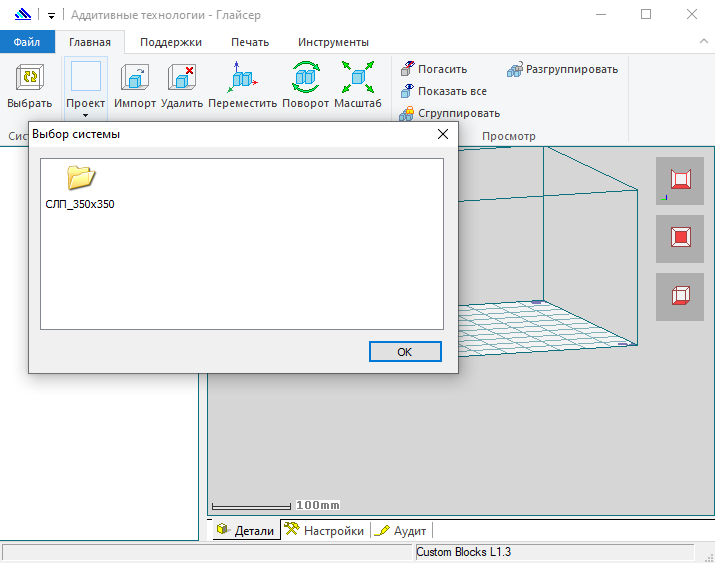 Аддитивные технологии - Глайсер
Файл Главная Поддержки Печать Инструменты
Выбрать Проект Импорт Удалить Переместить Поворот Масштаб
Погасить Разгруппировать
Показать все
Сгруппировать
Сис Просмотр
Выбор системы
СЛП_350x350
OK
100mm
Детали Настройки Аудит
Custom Blocks L1.3